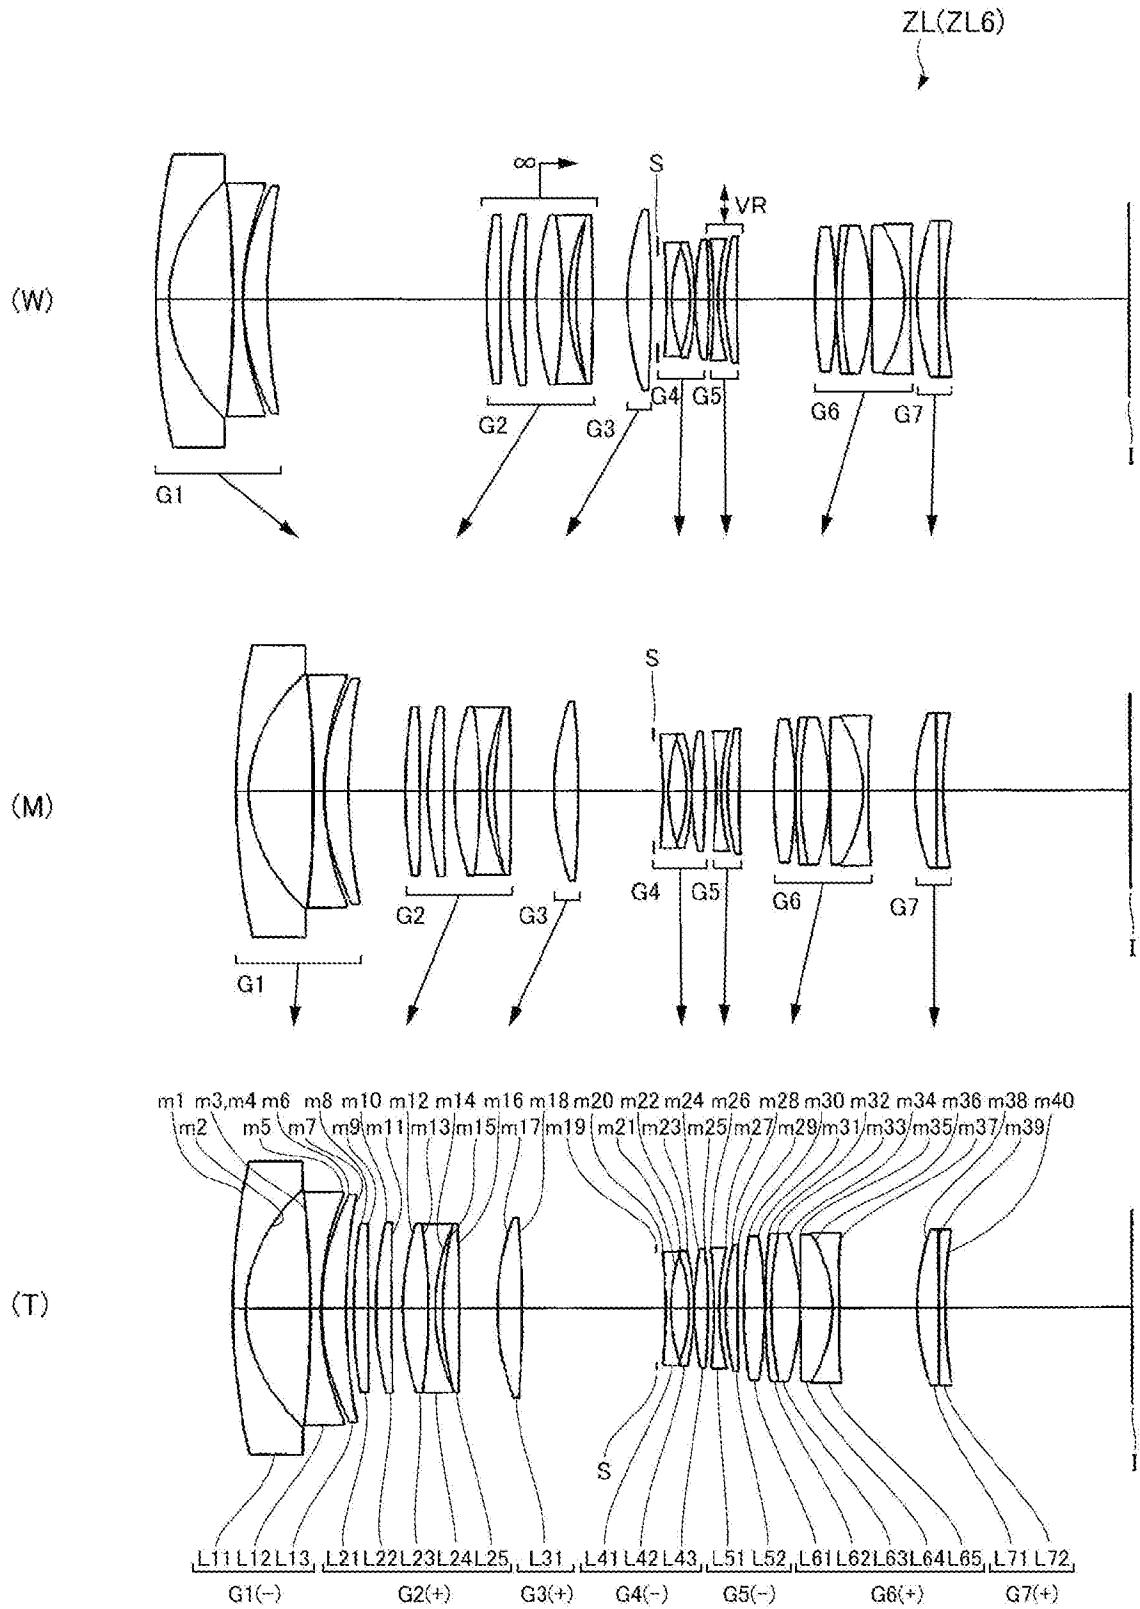 ZL(ZL6)
∞
S
VR
(W)
G1
G2
G3
G4
G5
G6
G7
I
S
(M)
G1
G2
G3
G4
G5
G6
G7
I
m1 m3,m4 m6 m8 m10 m12 m14 m16 m18 m20 m22 m24 m26 m28 m30 m32 m34 m36 m38 m40
m2 m5 m7 m9 m11 m13 m15 m17 m19 m21 m23 m25 m27 m29 m31 m33 m35 m37 m39
(T)
S
I
L11 L12 L13 L21 L22 L23 L24 L25 L31 L41 L42 L43 L51 L52 L61 L62 L63 L64 L65 L71 L72
G1(-) G2(+) G3(+) G4(-) G5(-) G6(+) G7(+)